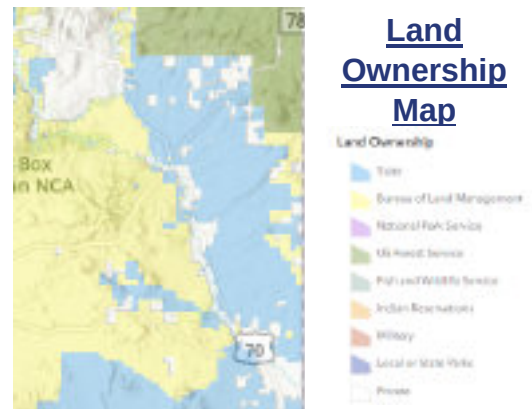 78
Box
n NCA
70
Land
Ownership
Map
Land Ownership
State
Bureau of Land Management
National Park Service
US Forest Service
Fish and Wildlife Service
Indian Reservations
Military
Local or State Parks
Private